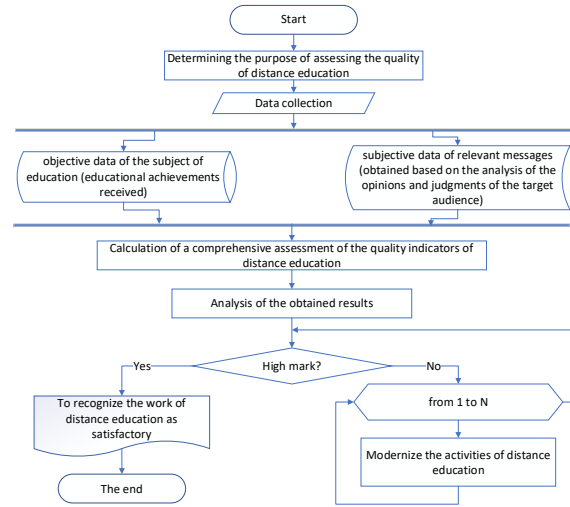 Start
Determining the purpose of assessing the quality
of distance education
Data collection
objective data of the subject of
education (educational achievements
received)
subjective data of relevant messages
(obtained based on the analysis of the
opinions and judgments of the target
audience)
Calculation of a comprehensive assessment of the quality indicators of
distance education
Analysis of the obtained results
High mark?
Yes
No
To recognize the work of
distance education as
satisfactory
from 1 to N
Modernize the activities of distance
education
The end